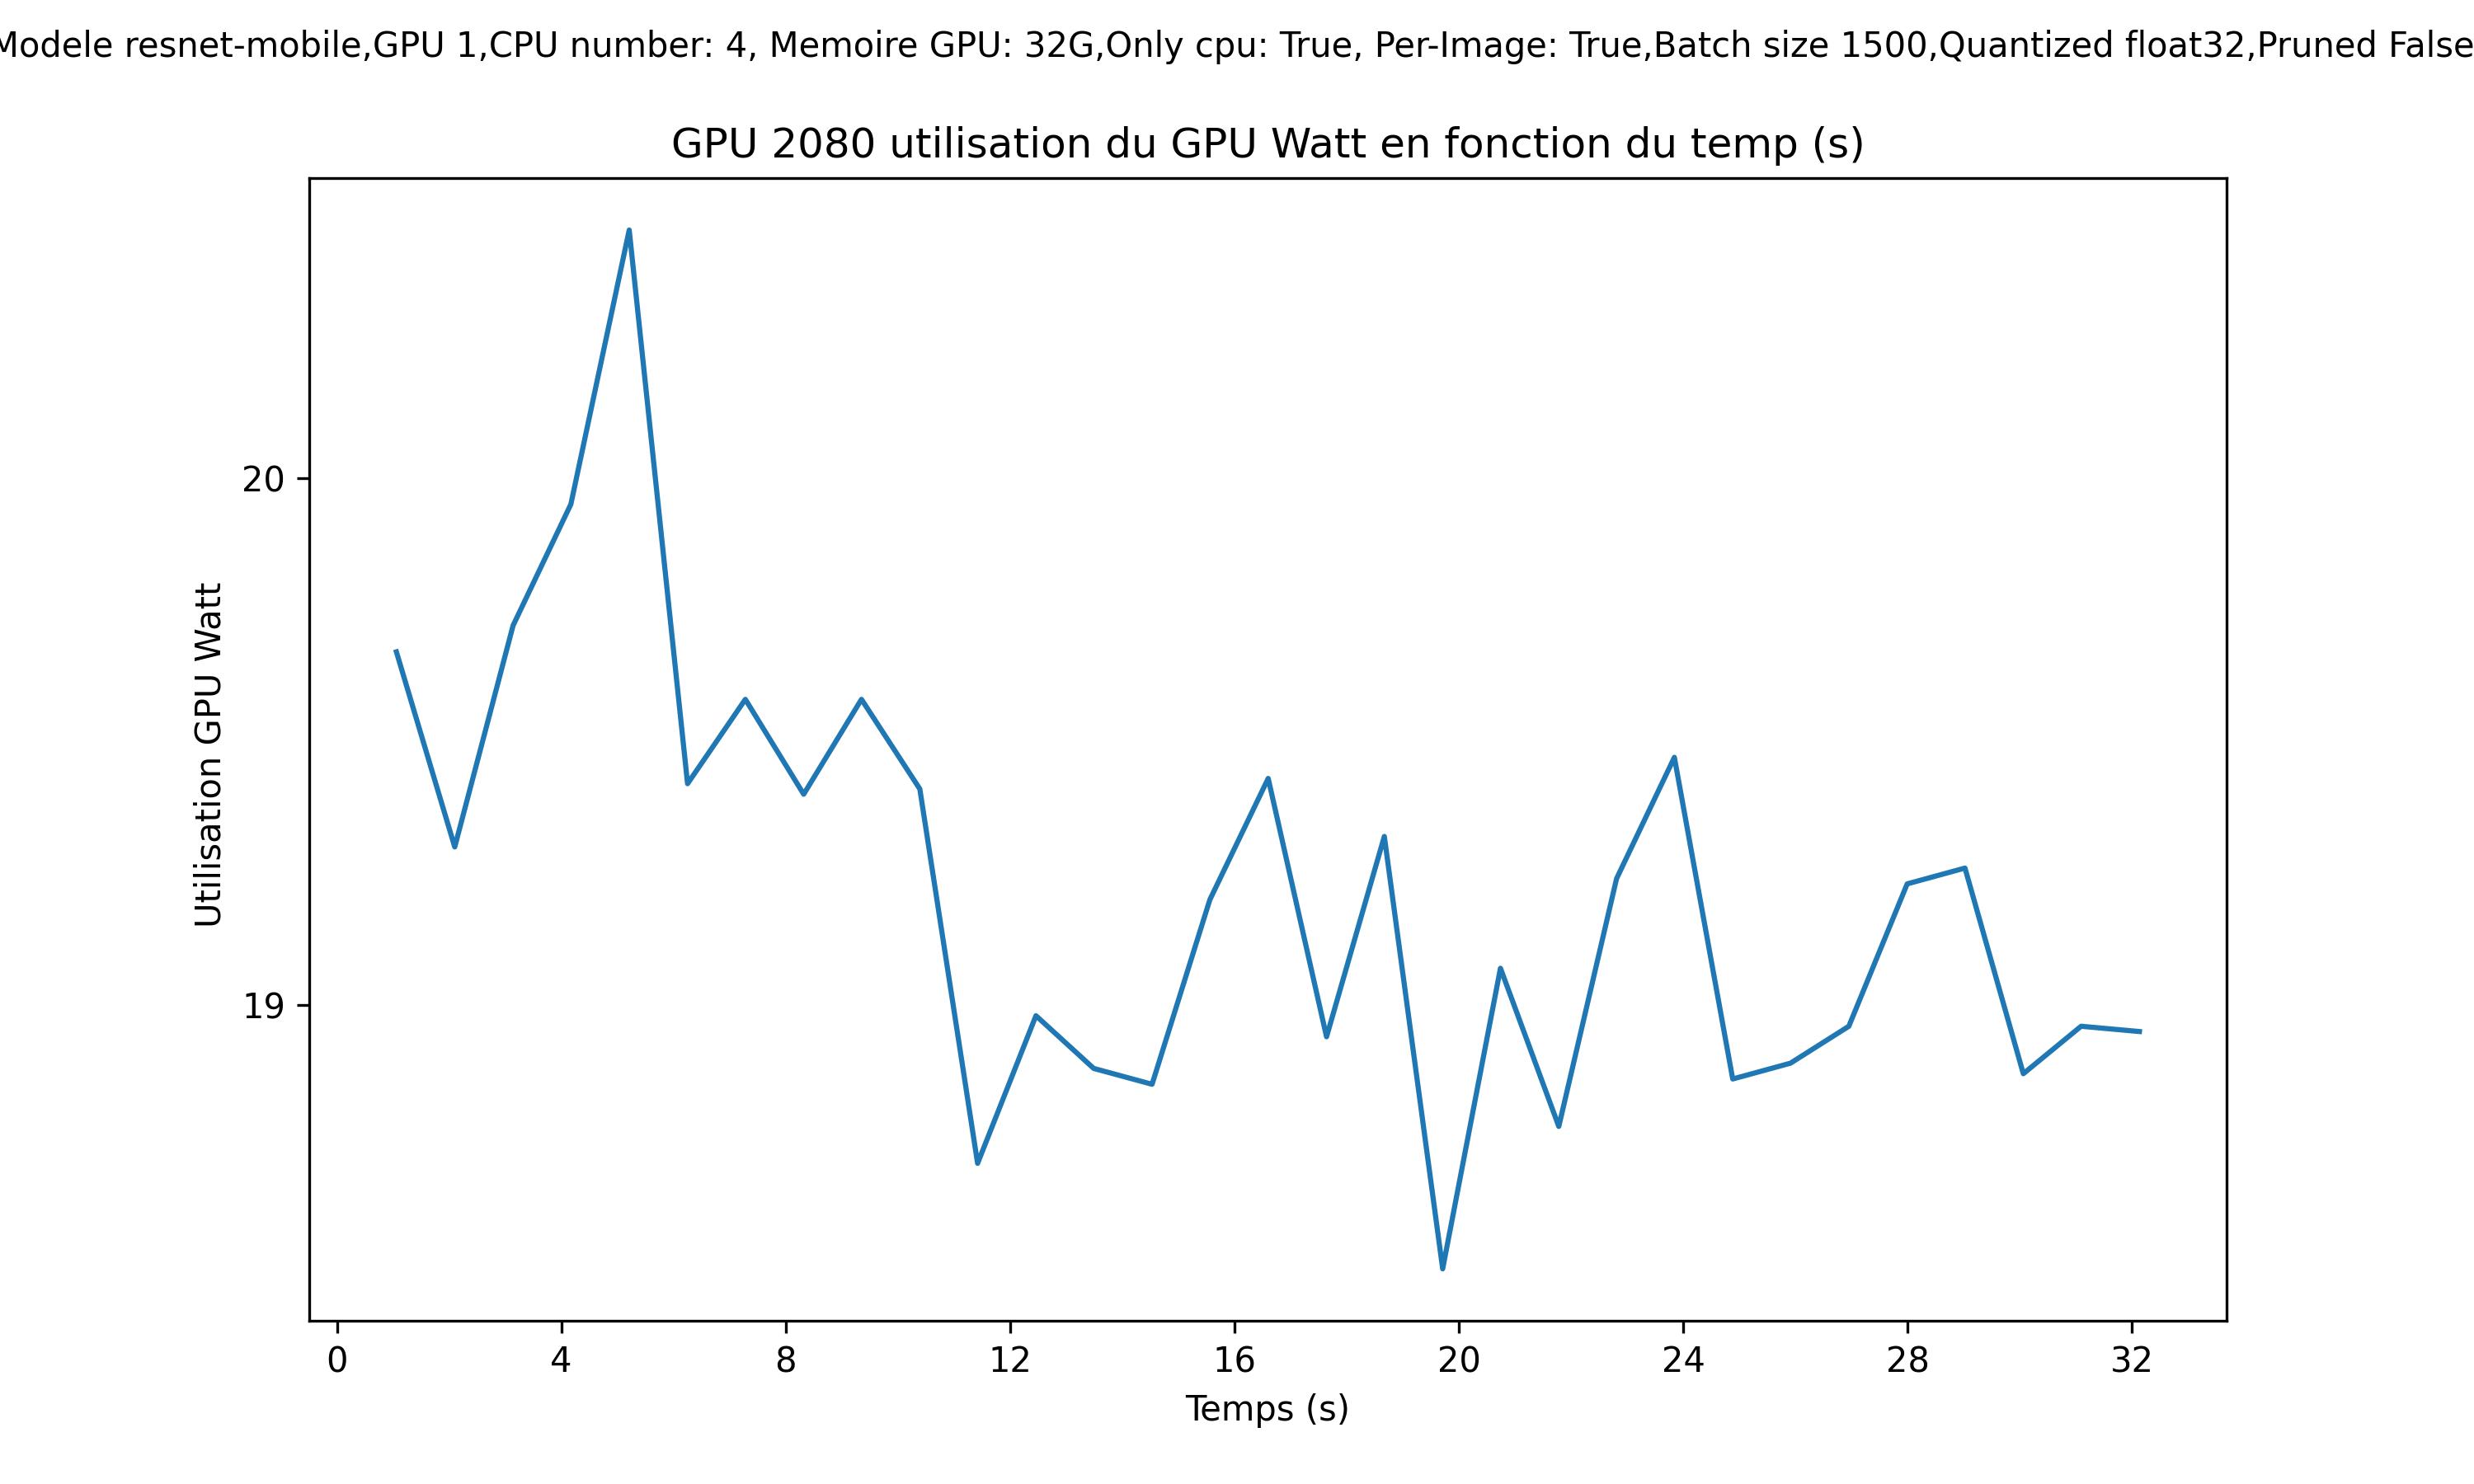 Modele resnet-mobile,GPU 1,CPU number: 4, Memoire GPU: 32G,Only cpu: True, Per-Image: True,Batch size 1500,Quantized float32,Pruned False
GPU 2080 utilisation du GPU Watt en fonction du temp (s)
Utilisation GPU Watt
20
19
0 4 8 12 16 20 24 28 32
Temps (s)